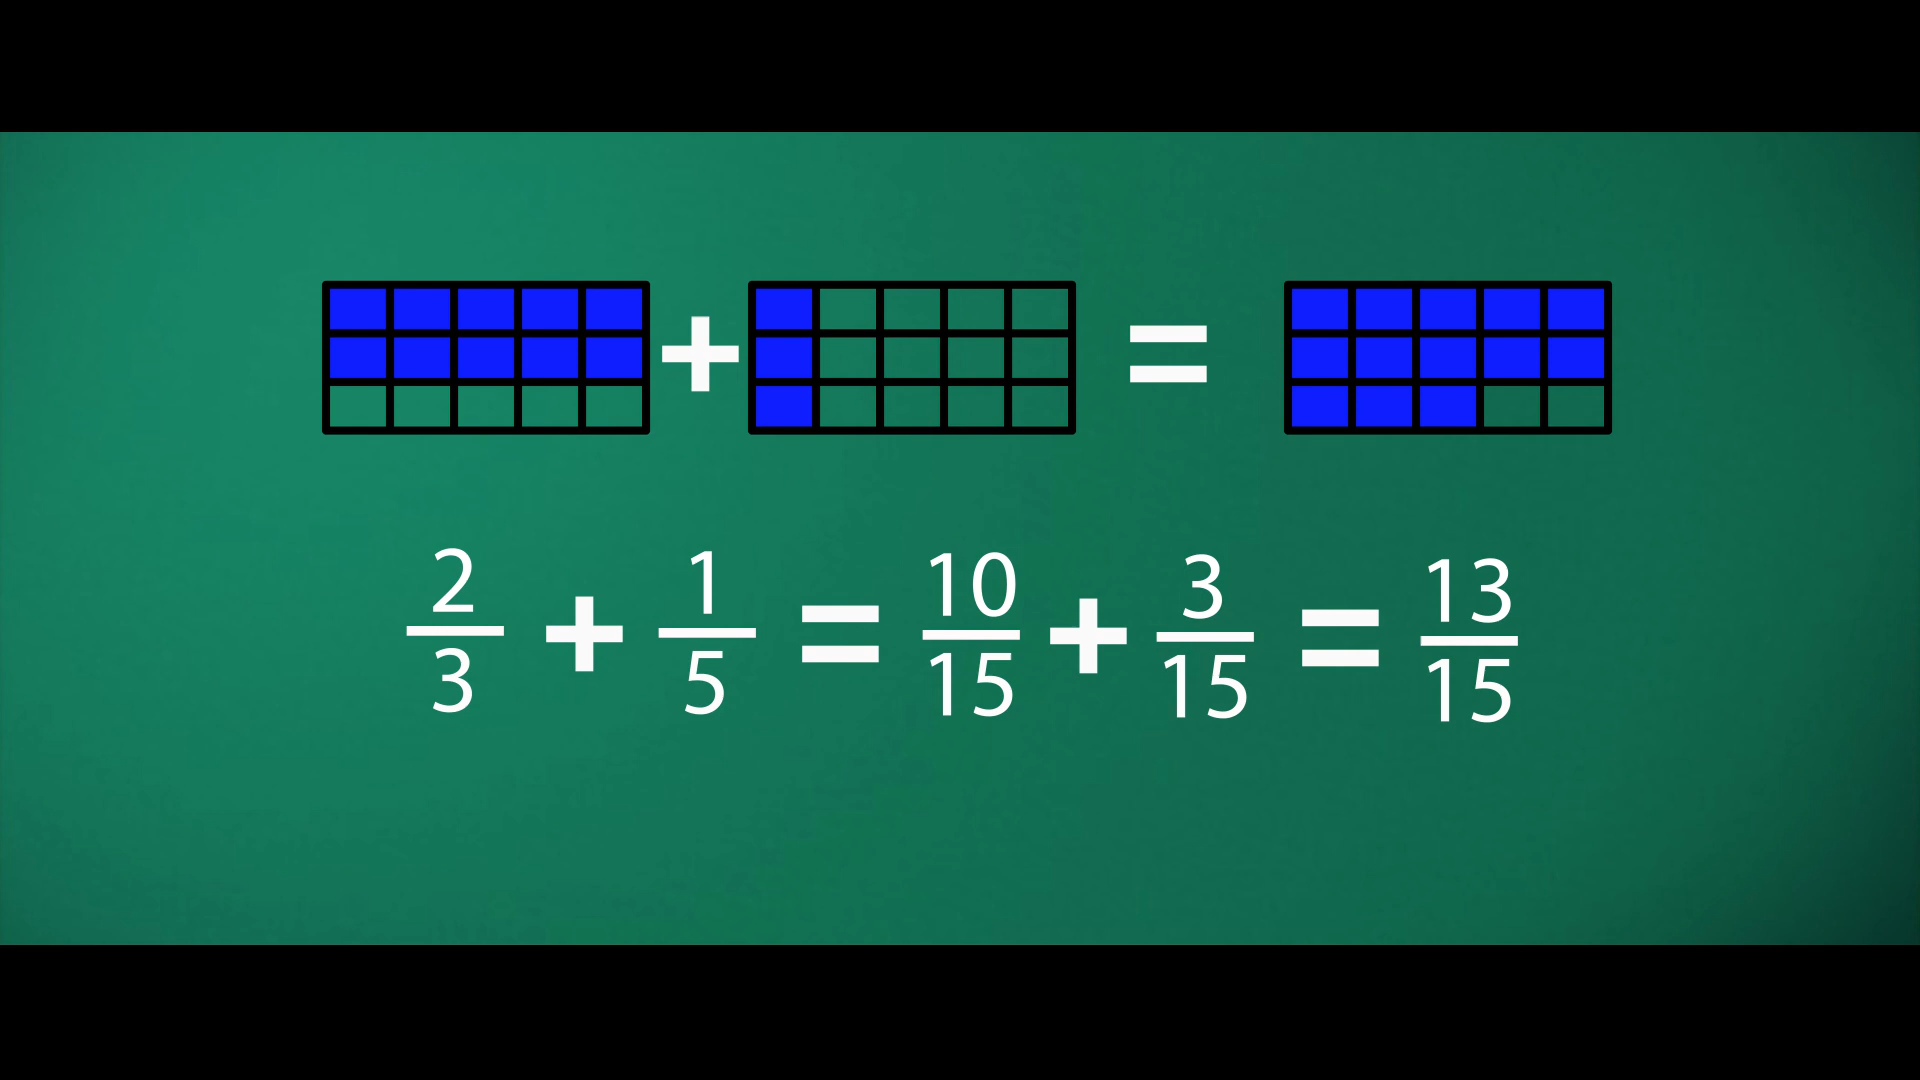 + =
2/3 + 1/5 = 10/15 + 3/15 = 13/15